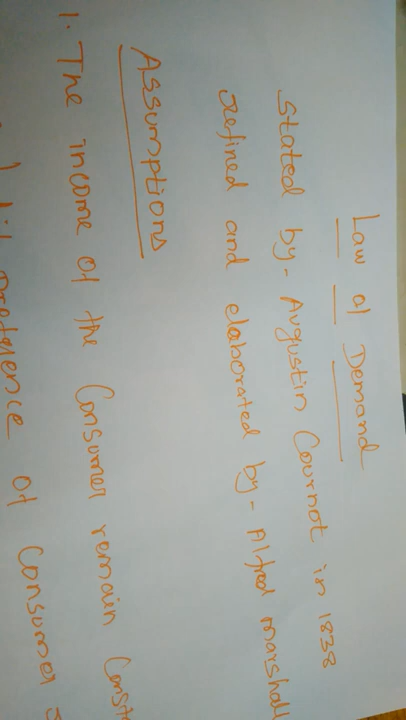 Law of Demand
Stated by- Augustin Cournot in 1838
Refined and elaborated by- Alfred marshall
Assumptions
1. The income of the Consumer remain
preference of Consumer